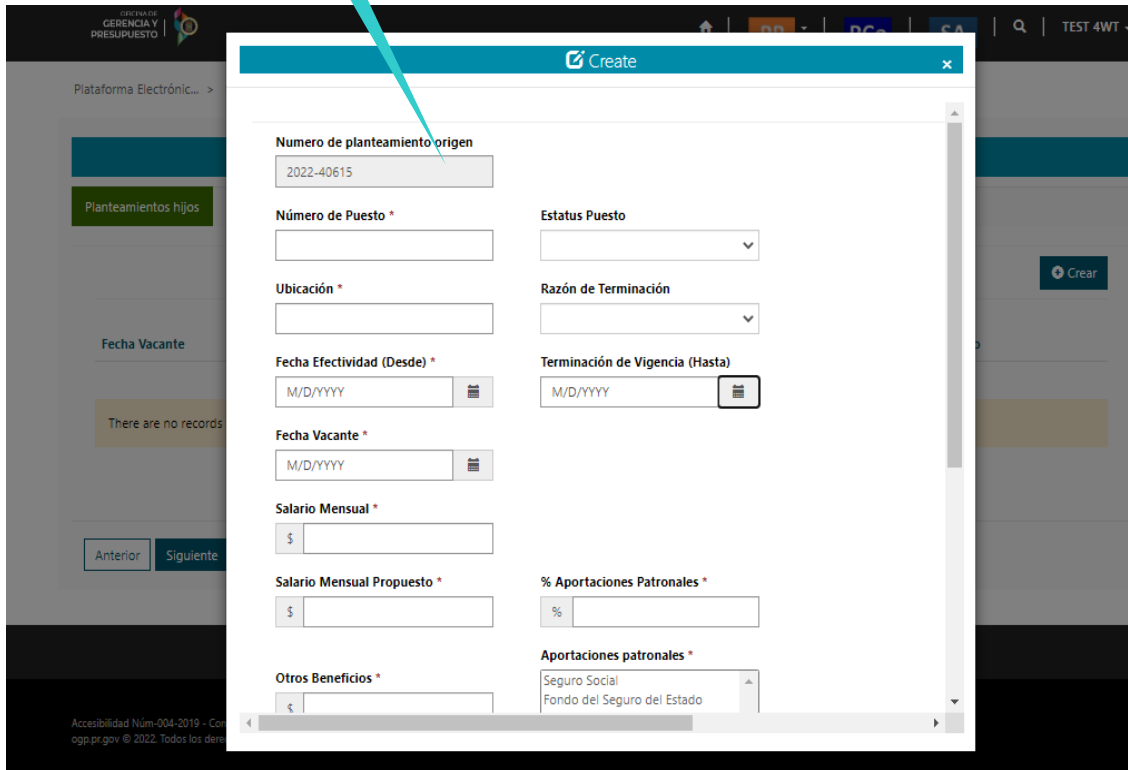 OFICINA DE
GERENCIA Y
PRESUPUESTO
PP
PCo
SA
TEST 4WT
Create
×
Plataforma Electrónic... >
Numero de planteamiento origen
2022-40615
Planteamientos hijos
Número de Puesto *
Estatus Puesto
Crear
Ubicación *
Razón de Terminación
Fecha Vacante
Fecha Efectividad (Desde) *
Terminación de Vigencia (Hasta)
M/D/YYYY
M/D/YYYY
There are no records
Fecha Vacante *
M/D/YYYY
Salario Mensual *
$
Anterior
Siguiente
Salario Mensual Propuesto *
% Aportaciones Patronales *
$
%
Aportaciones patronales *
Otros Beneficios *
Seguro Social
Fondo del Seguro del Estado
$
Accesibilidad Núm-004-2019 - Con
ogp.pr.gov © 2022. Todos los dere